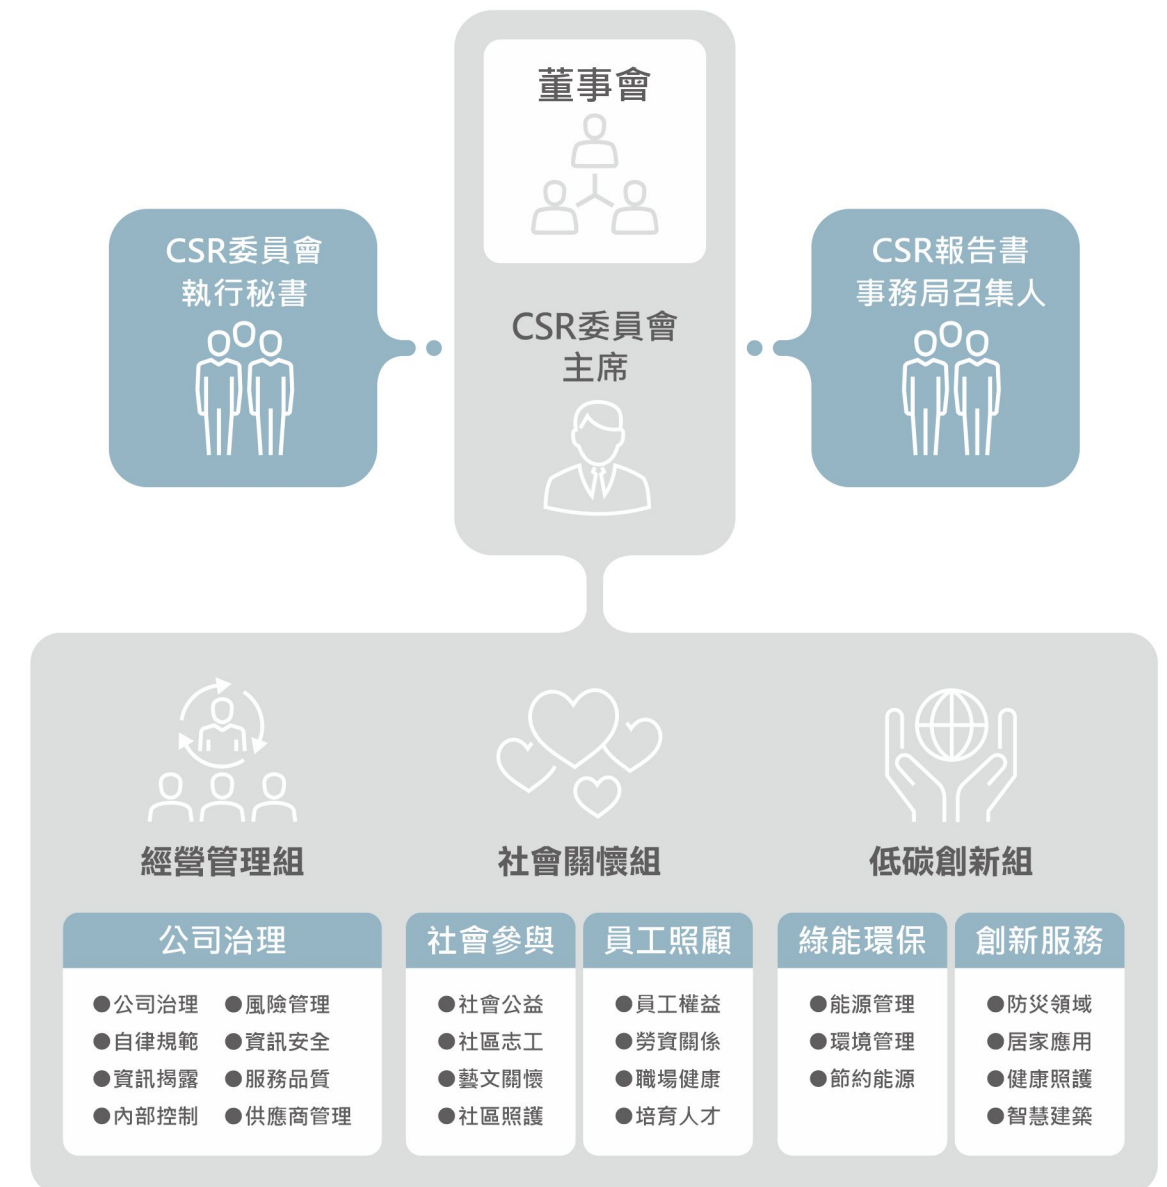 董事會
CSR委員會
執行秘書
CSR報告書
事務局召集人
CSR委員會
主席
經營管理組
社會關懷組
低碳創新組
公司治理
●公司治理 ●風險管理
●自律規範 ●資訊安全
●資訊揭露 ●服務品質
●內部控制 ●供應商管理
社會參與
●社會公益
●社區志工
●藝文關懷
●社區照護
員工照顧
●員工權益
●勞資關係
●職場健康
●培育人才
綠能環保
●能源管理
●環境管理
●節約能源
創新服務
●防災領域
●居家應用
●健康照護
●智慧建築